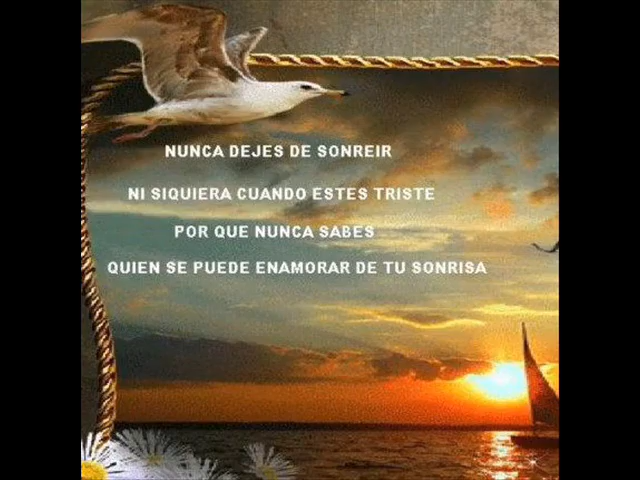 NUNCA DEJES DE SONREIR
NI SIQUIERA CUANDO ESTES TRISTE
POR QUE NUNCA SABES
QUIEN SE PUEDE ENAMORAR DE TU SONRISA